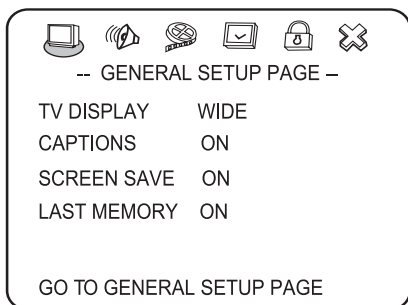 -- GENERAL SETUP PAGE –
TV DISPLAY WIDE
CAPTIONS ON
SCREEN SAVE ON
LAST MEMORY ON
GO TO GENERAL SETUP PAGE